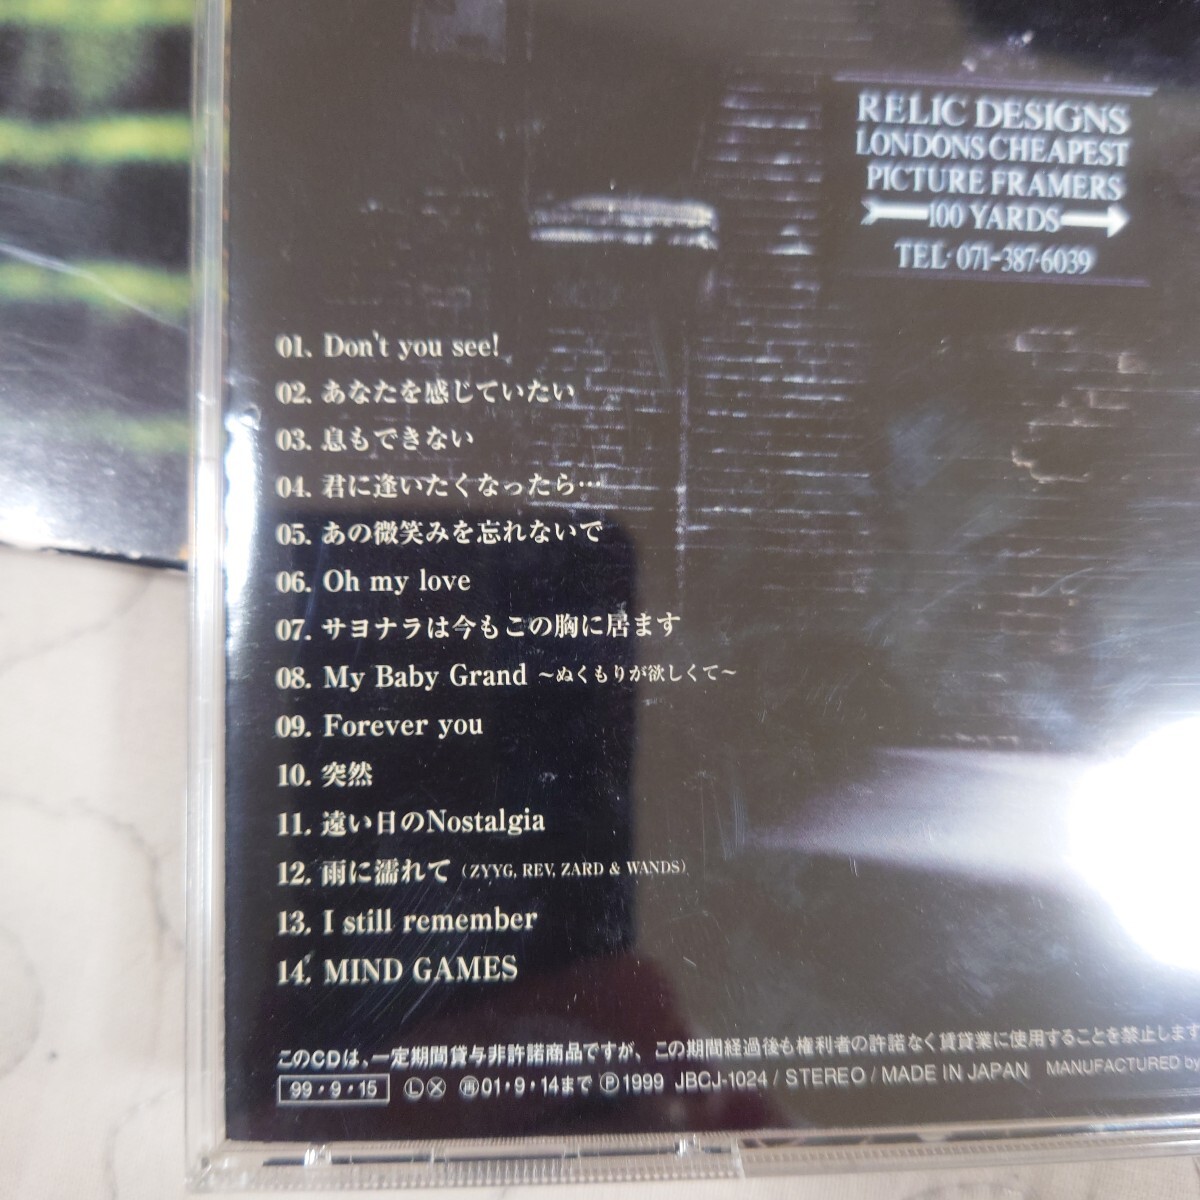 RELIC DESIGNS
LONDONS CHEAPEST
PICTURE FRAMERS
100 YARDS
TEL· 071-387·6039
01. Don't you see!
02. あなたを感じていたい
03. 息もできない
04. 君に逢いたくなったら…
05. あの微笑みを忘れないで
06. Oh my love
07. サヨナラは今もこの胸に居ます
08. My Baby Grand ～ぬくもりが欲しくて～
09. Forever you
10. 突然
11. 遠い日のNostalgia
12. 雨に濡れて (ZYYG, REV, ZARD & WANDS)
13. I still remember
14. MIND GAMES
このCDは、一定期間貸与非許諾商品ですが、この期間経過後も権利者の許諾なく賃貸業に使用することを禁止します
99・9・15 Ⓛ Ⓧ ㊞01・9・14まで Ⓟ1999 JBCJ-1024 / STEREO / MADE IN JAPAN MANUFACTURED by